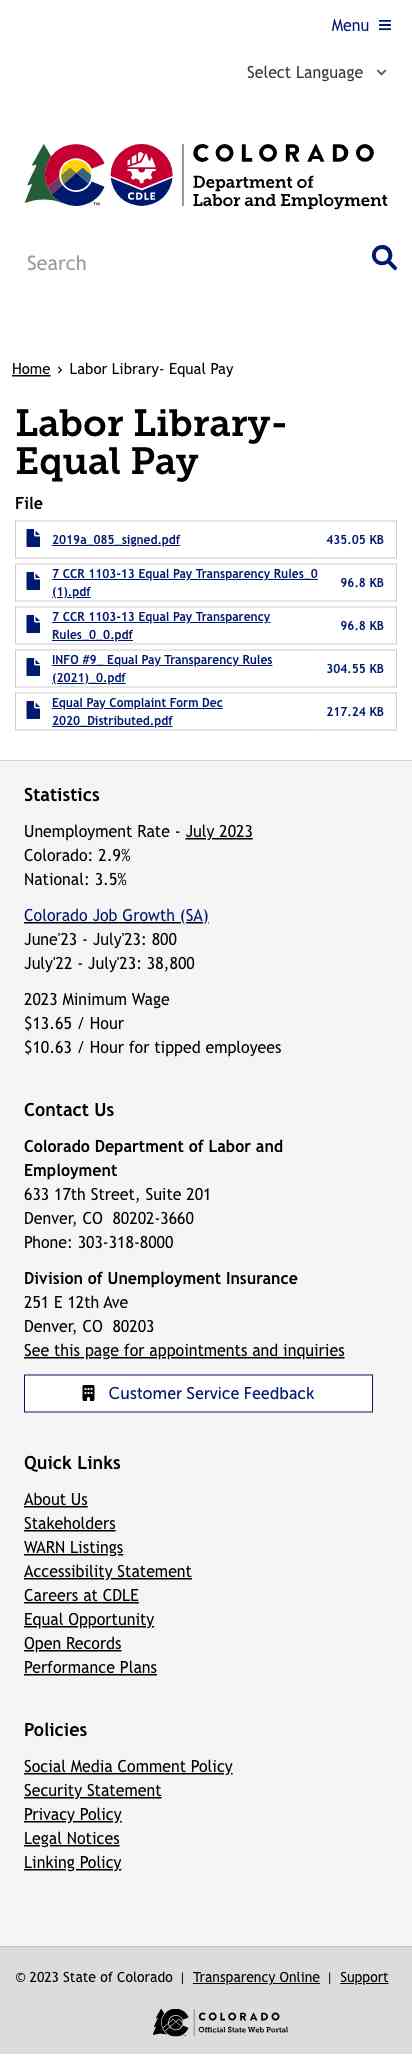 Menu
Select Language
COLORADO
Department of
Labor and Employment
CDLE
TM
Search
Home › Labor Library- Equal Pay
Labor Library-
Equal Pay
File
2019a_085_signed.pdf 435.05 KB
7 CCR 1103-13 Equal Pay Transparency Rules_0
(1).pdf 96.8 KB
7 CCR 1103-13 Equal Pay Transparency
Rules_0_0.pdf 96.8 KB
INFO #9_ Equal Pay Transparency Rules
(2021)_0.pdf 304.55 KB
Equal Pay Complaint Form Dec
2020_Distributed.pdf 217.24 KB
Statistics
Unemployment Rate - July 2023
Colorado: 2.9%
National: 3.5%
Colorado Job Growth (SA)
June'23 - July'23: 800
July'22 - July'23: 38,800
2023 Minimum Wage
$13.65 / Hour
$10.63 / Hour for tipped employees
Contact Us
Colorado Department of Labor and
Employment
633 17th Street, Suite 201
Denver, CO  80202-3660
Phone: 303-318-8000
Division of Unemployment Insurance
251 E 12th Ave
Denver, CO  80203
See this page for appointments and inquiries
Customer Service Feedback
Quick Links
About Us
Stakeholders
WARN Listings
Accessibility Statement
Careers at CDLE
Equal Opportunity
Open Records
Performance Plans
Policies
Social Media Comment Policy
Security Statement
Privacy Policy
Legal Notices
Linking Policy
© 2023 State of Colorado | Transparency Online | Support
COLORADO
Official State Web Portal